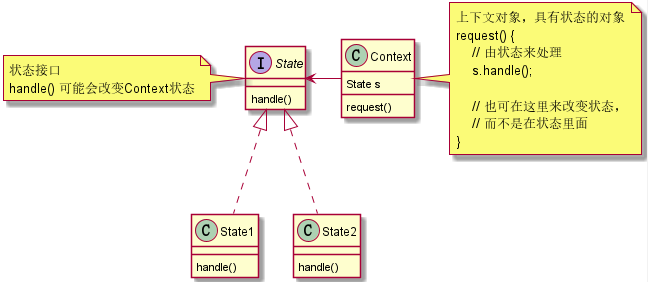 状态接口
handle() 可能会改变Context状态
I State
handle()
C Context
State s
request()
上下文对象，具有状态的对象
request() {
// 由状态来处理
s.handle();
// 也可在这里来改变状态，
// 而不是在状态里面
}
C State1
handle()
C State2
handle()